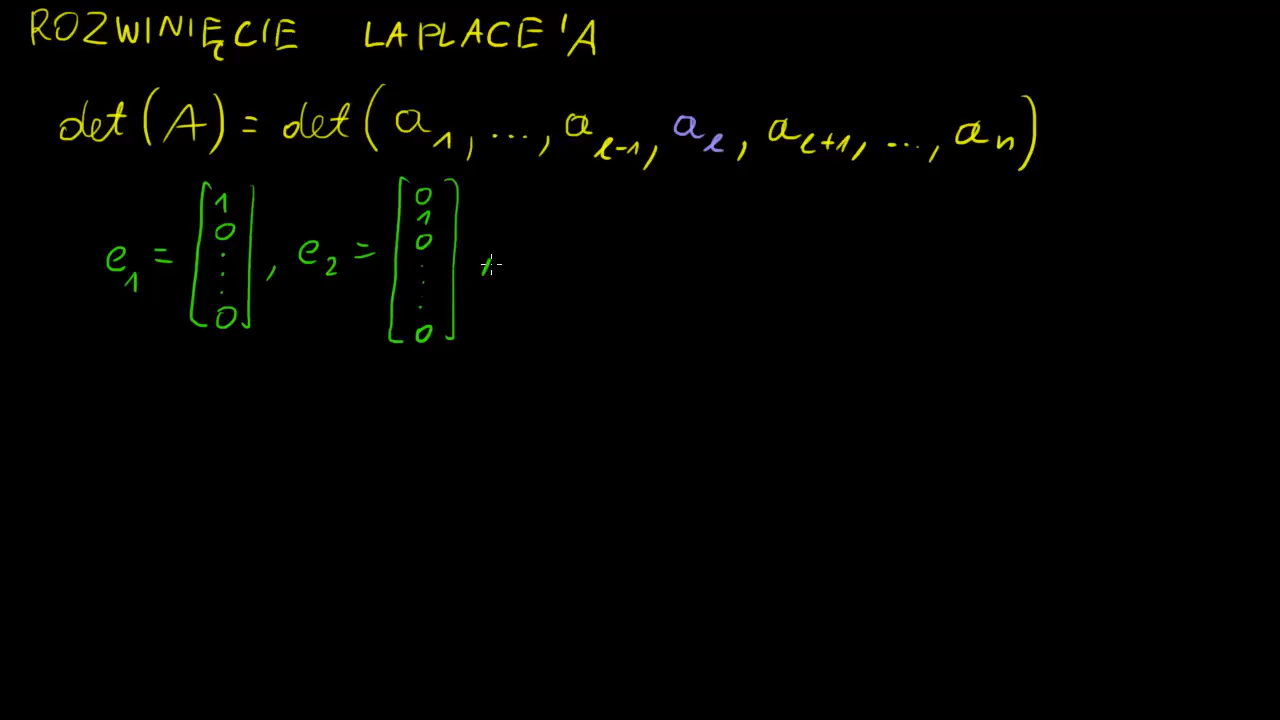 ROZWINIĘCIE LAPLACE'A
det(A) = det(a₁, ..., aₗ₋₁, aₗ, aₗ₊₁, ..., aₙ)
e₁ = [1 0 ⋮ 0], e₂ = [0 1 0 ⋮ 0]